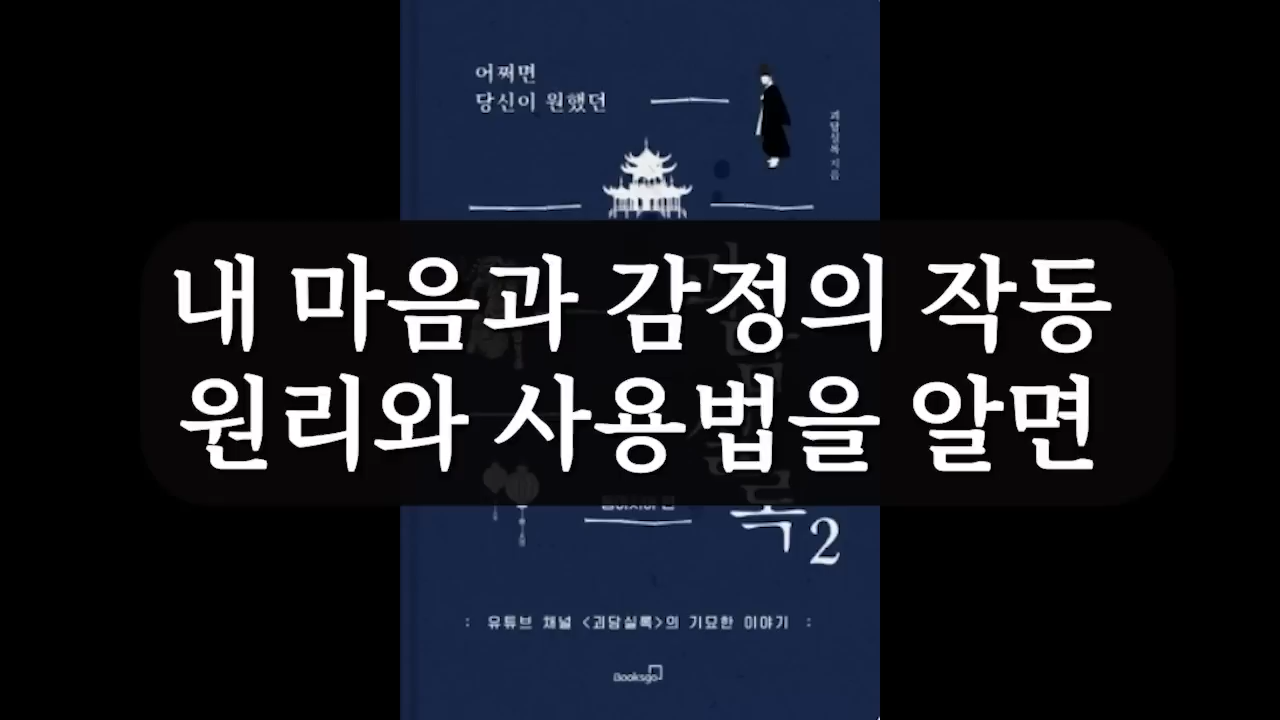 어쩌면
당신이 원했던
괴담실록 지음
내 마음과 감정의 작동
원리와 사용법을 알면
록
2
: 유튜브 채널 <괴담실록>의 기묘한 이야기 :
Booksgo